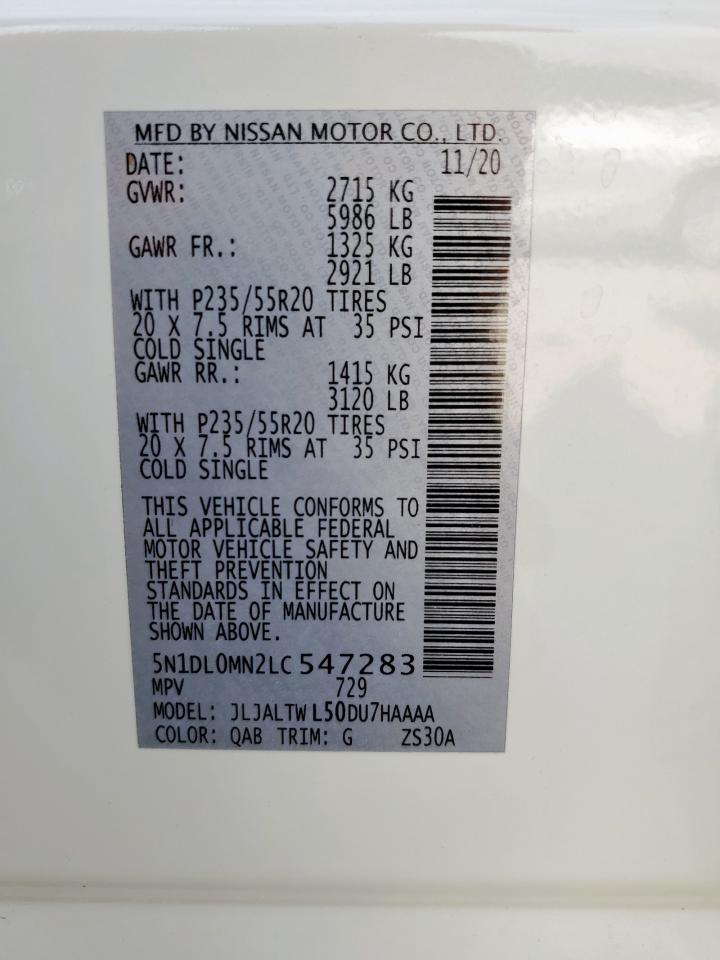 MFD BY NISSAN MOTOR CO., LTD.
DATE: 11/20
GVWR: 2715 KG
5986 LB
GAWR FR.: 1325 KG
2921 LB
WITH P235/55R20 TIRES
20 X 7.5 RIMS AT 35 PSI
COLD SINGLE
GAWR RR.: 1415 KG
3120 LB
WITH P235/55R20 TIRES
20 X 7.5 RIMS AT 35 PSI
COLD SINGLE
THIS VEHICLE CONFORMS TO
ALL APPLICABLE FEDERAL
MOTOR VEHICLE SAFETY AND
THEFT PREVENTION
STANDARDS IN EFFECT ON
THE DATE OF MANUFACTURE
SHOWN ABOVE.
5N1DL0MN2LC 547283
MPV 729
MODEL: JLJALTW L50DU7HAAAA
COLOR: QAB TRIM: G ZS30A